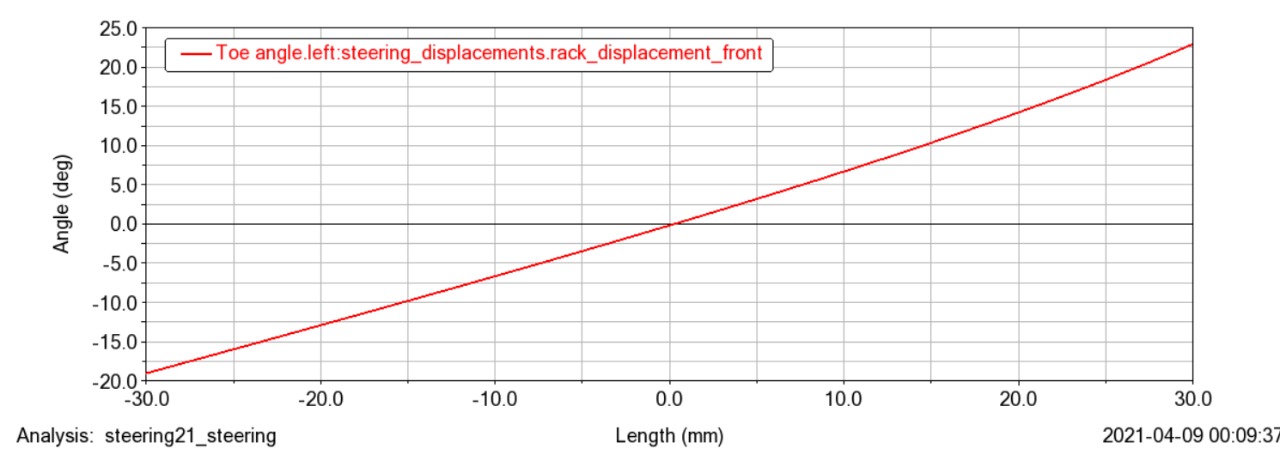 25.0
Toe angle.left:steering_displacements.rack_displacement_front
20.0
15.0
10.0
5.0
0.0
-5.0
-10.0
-15.0
-20.0
Angle (deg)
-30.0 -20.0 -10.0 0.0 10.0 20.0 30.0
Analysis: steering21_steering Length (mm) 2021-04-09 00:09:37